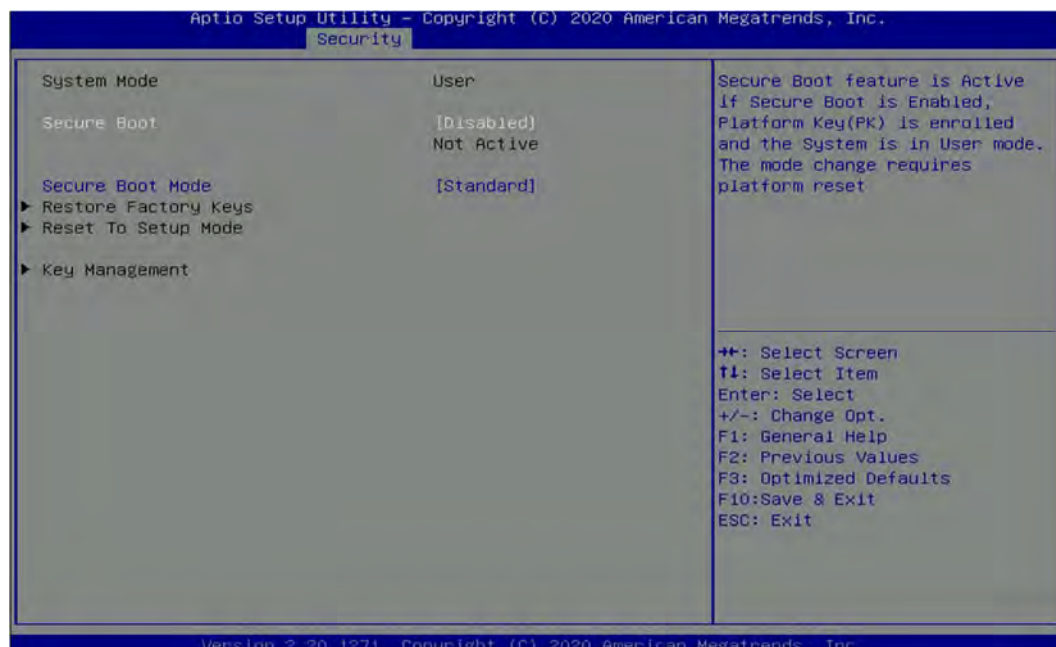 Aptio Setup Utility – Copyright (C) 2020 American Megatrends, Inc.
Security
System Mode User
Secure Boot [Disabled]
Not Active
Secure Boot Mode [Standard]
▶ Restore Factory Keys
▶ Reset To Setup Mode
▶ Key Management
Secure Boot feature is Active
if Secure Boot is Enabled,
Platform Key(PK) is enrolled
and the System is in User mode.
The mode change requires
platform reset
→←: Select Screen
↑↓: Select Item
Enter: Select
+/-: Change Opt.
F1: General Help
F2: Previous Values
F3: Optimized Defaults
F10:Save & Exit
ESC: Exit
Version 2.20.1271. Copyright (C) 2020 American Megatrends, Inc.